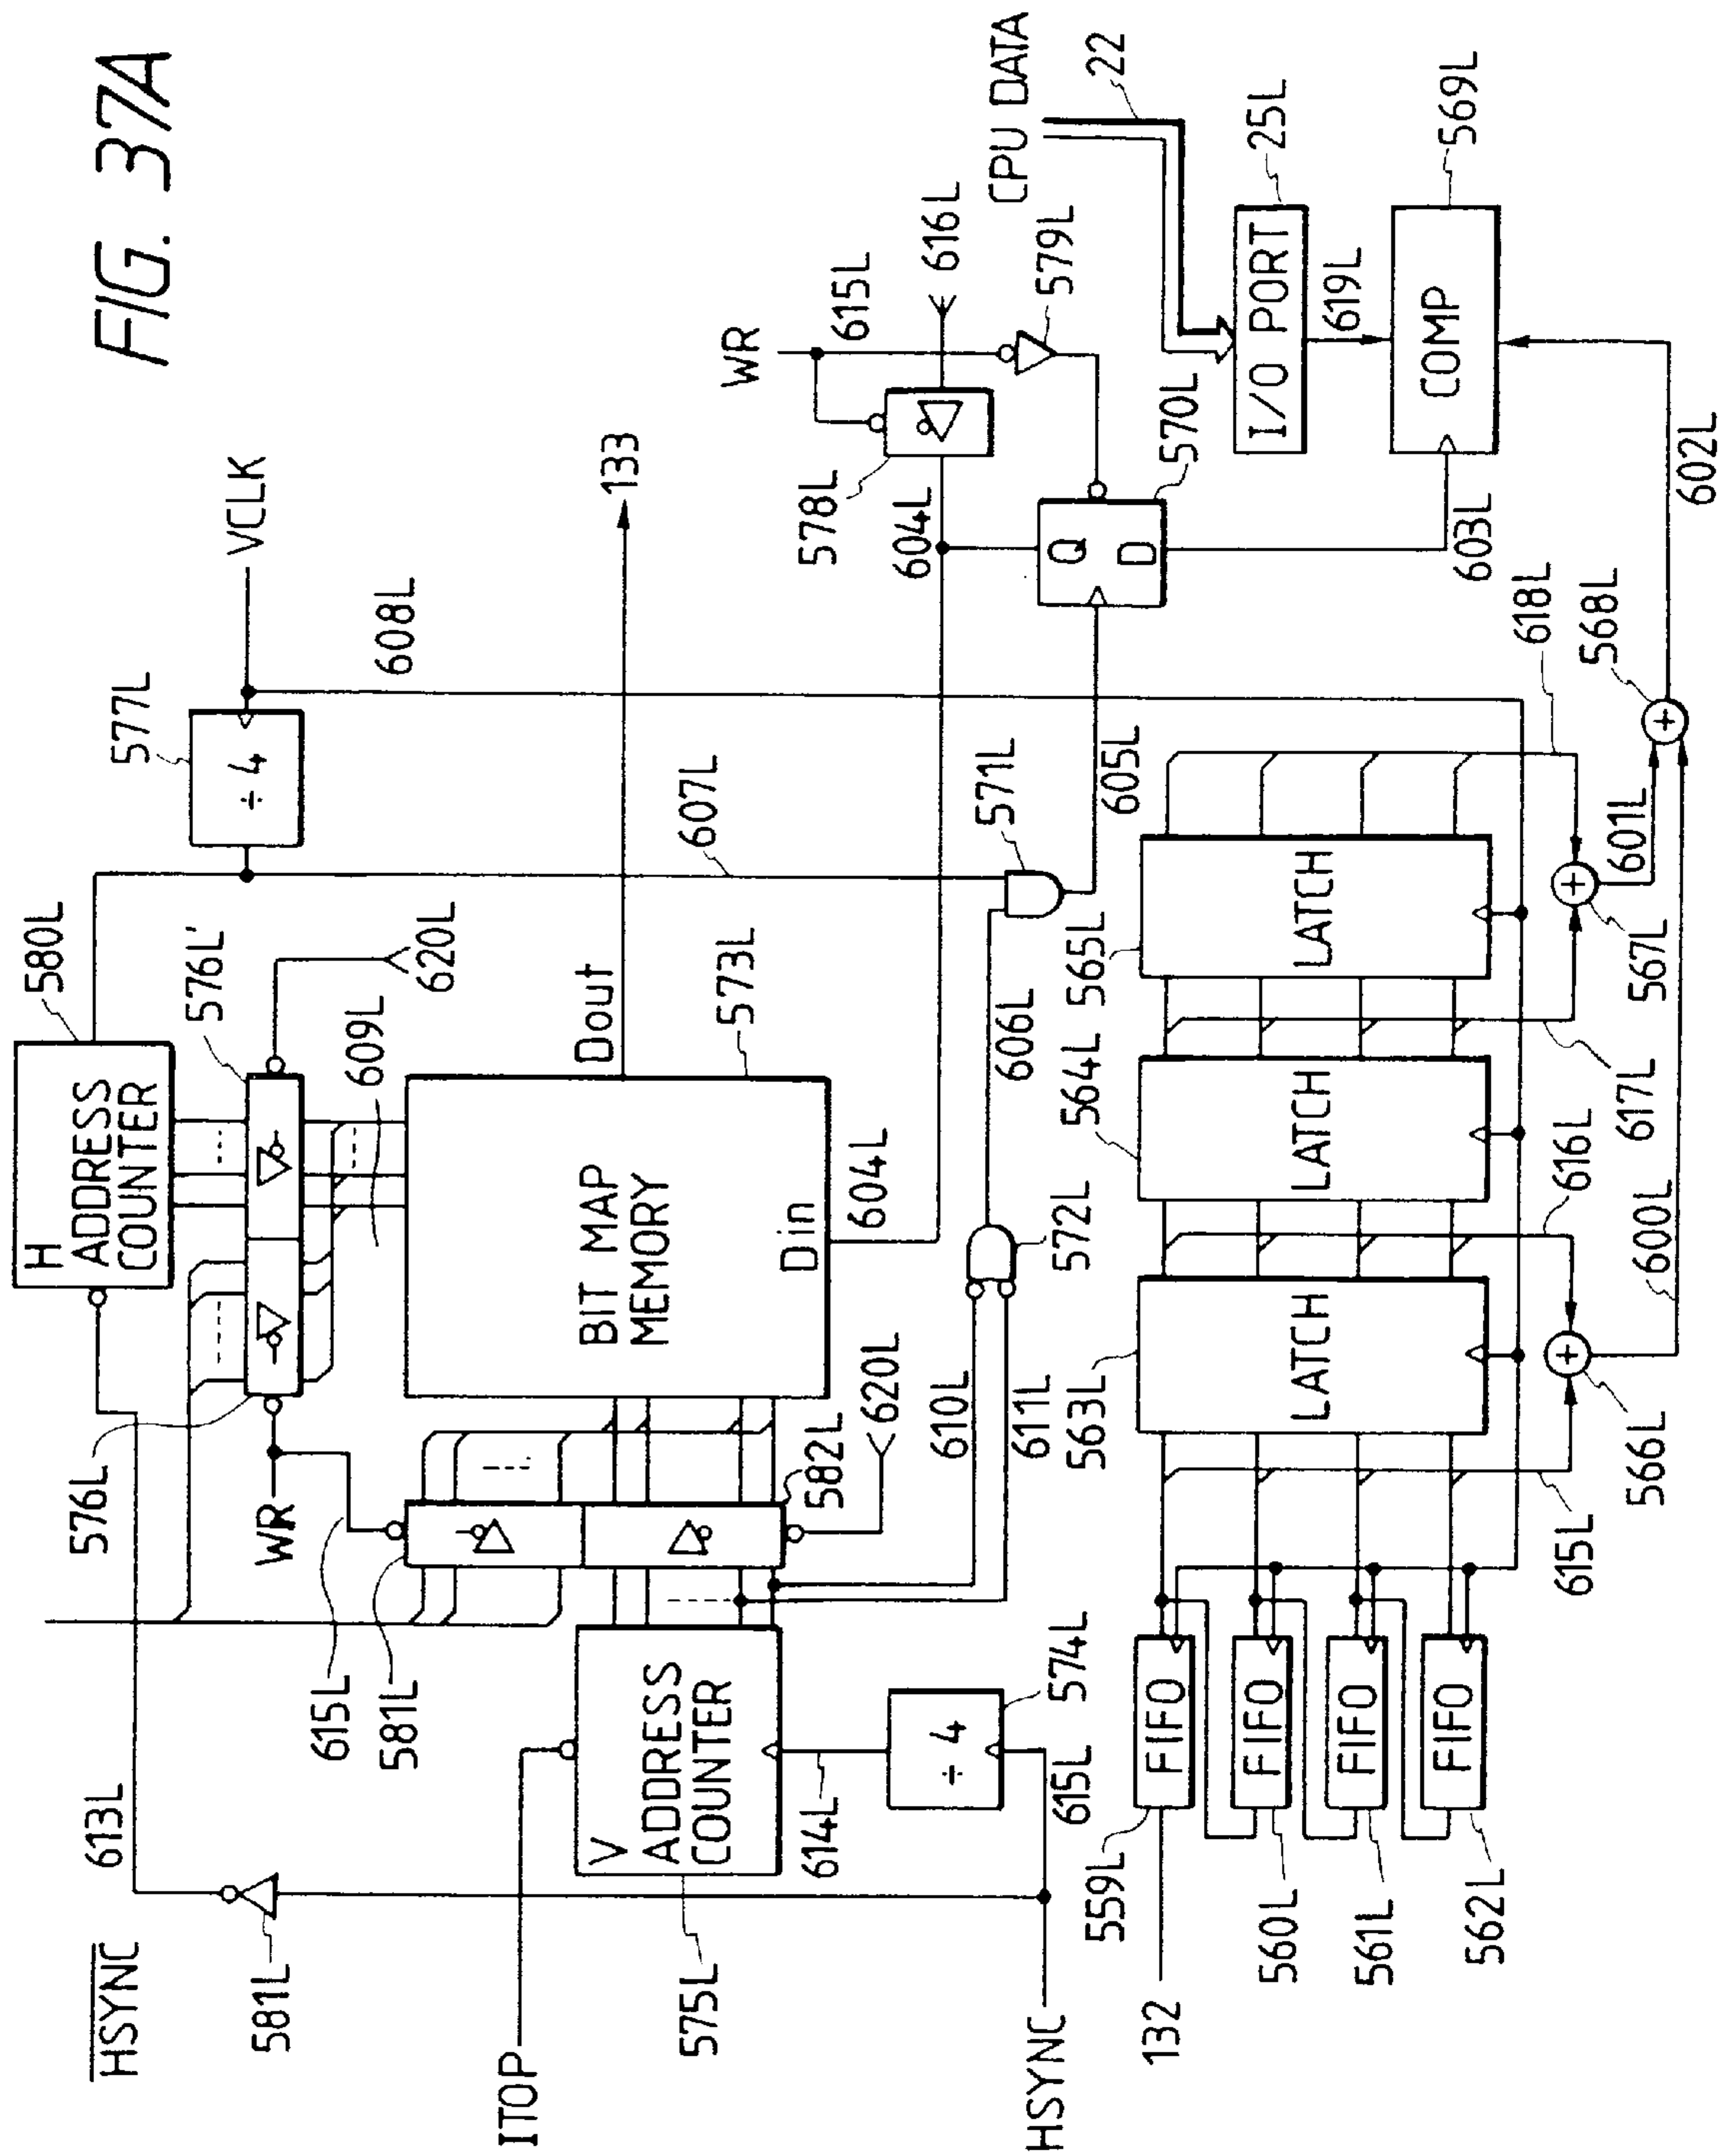 FIG. 37A
HSYNC
581L
613L
576L
WR
615L
581L
H
ADDRESS
COUNTER
580L
576L'
620L
609L
577L
÷ 4
VCLK
608L
607L
ITOP
575L
V
ADDRESS
COUNTER
614L
574L
÷ 4
615L
HSYNC
582L
620L
BIT MAP
MEMORY
Dout
Din
573L
133
604L
610L
611L
572L
606L
571L
605L
WR
615L
616L
578L
579L
604L
Q
D
570L
603L
CPU DATA
22
I/O PORT
25L
619L
COMP
569L
602L
132
559L
FIFO
560L
FIFO
561L
FIFO
562L
FIFO
563L
LATCH
564L
LATCH
565L
LATCH
615L
566L
616L
600L
617L
567L
601L
618L
568L